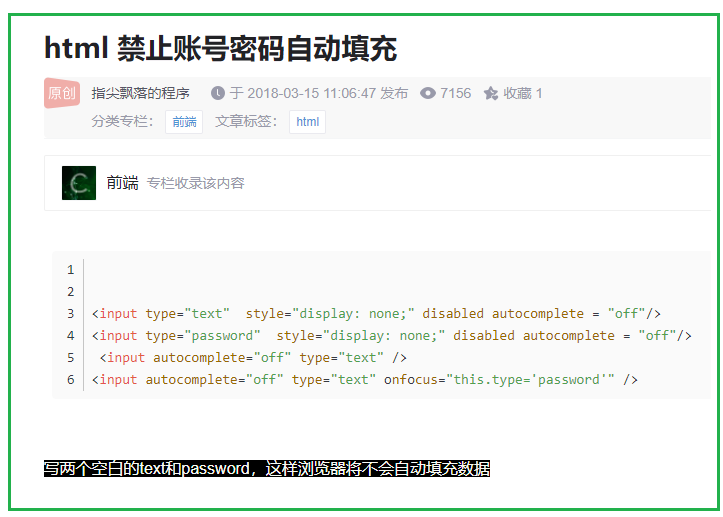 html 禁止账号密码自动填充
原创 指尖飘落的程序 于 2018-03-15 11:06:47 发布 7156 收藏 1
分类专栏： 前端 文章标签： html
前端 专栏收录该内容
1
2
3 <input type="text"  style="display: none;" disabled autocomplete = "off"/>
4 <input type="password"  style="display: none;" disabled autocomplete = "off"/>
5  <input autocomplete="off" type="text" />
6 <input autocomplete="off" type="text" onfocus="this.type='password'" />
写两个空白的text和password，这样浏览器将不会自动填充数据